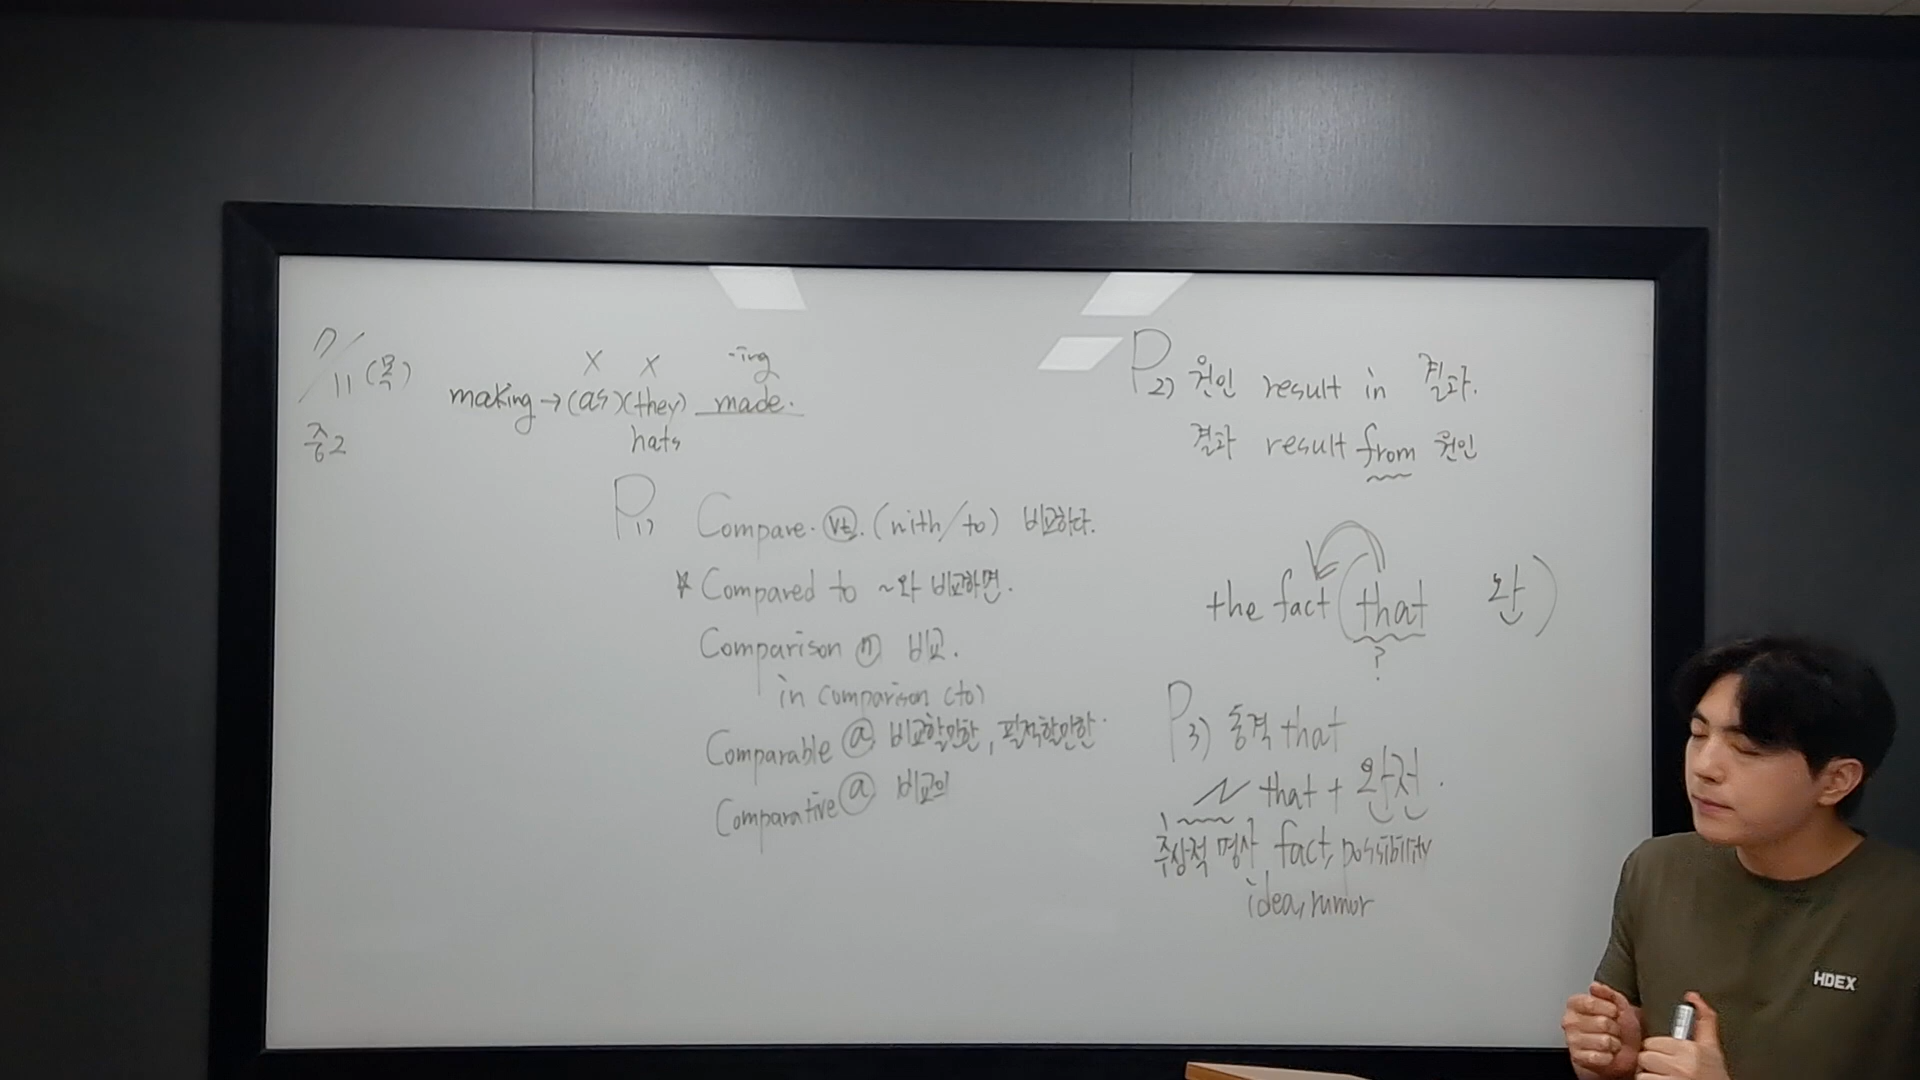 7/11 (목)
중2
X X -ing
making → (as)(they) made.
hats
P1) Compare. vt. (with/to) 비교하다.
* Compared to ~와 비교하면.
Comparison n 비교.
in comparison (to)
Comparable a 비교할만한, 필적할만한.
Comparative a 비교의
P2) 원인 result in 결과.
결과 result from 원인
the fact (that 완)
?
P3) 동격 that
N that + 완전.
추상적 명사 fact, possibility
idea, rumor
HDEX